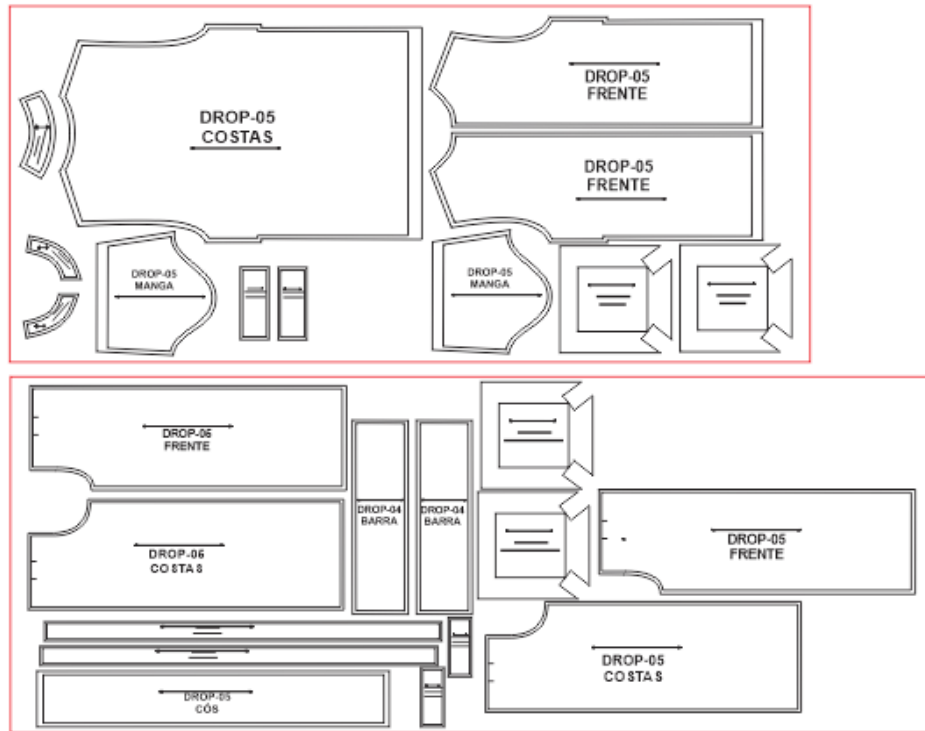 DROP-05
COSTAS
DROP-05
FRENTE
DROP-05
FRENTE
DROP-05
MANGA
DROP-05
MANGA
DROP-06
FRENTE
DROP-06
COSTAS
DROP-04
BARRA
DROP-04
BARRA
DROP-05
FRENTE
DROP-05
COSTAS
DROP-05
CÓS